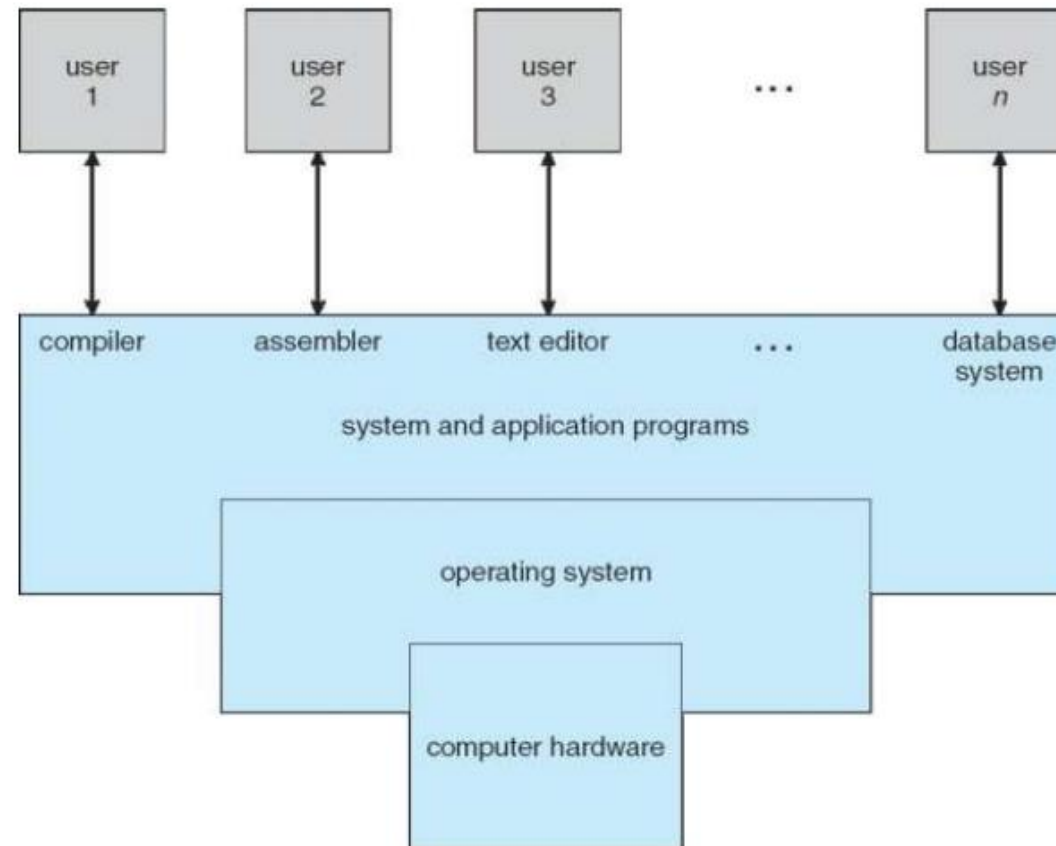 user
1
user
2
user
3
...
user
n
compiler
assembler
text editor
...
database
system
system and application programs
operating system
computer hardware